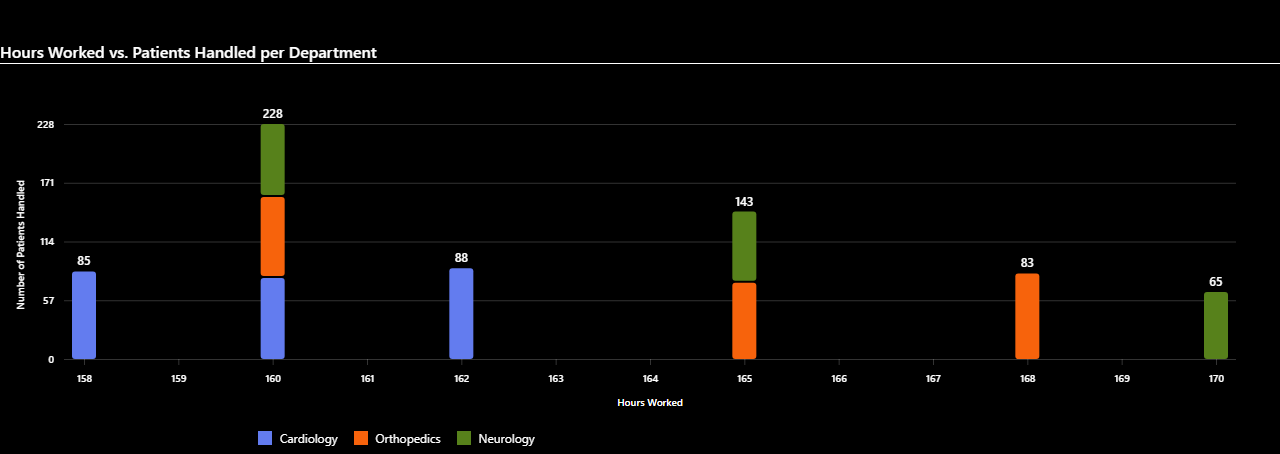 Hours Worked vs. Patients Handled per Department
228
228
171
143
114
85
88
83
65
57
0
Number of Patients Handled
158 159 160 161 162 163 164 165 166 167 168 169 170
Hours Worked
Cardiology Orthopedics Neurology